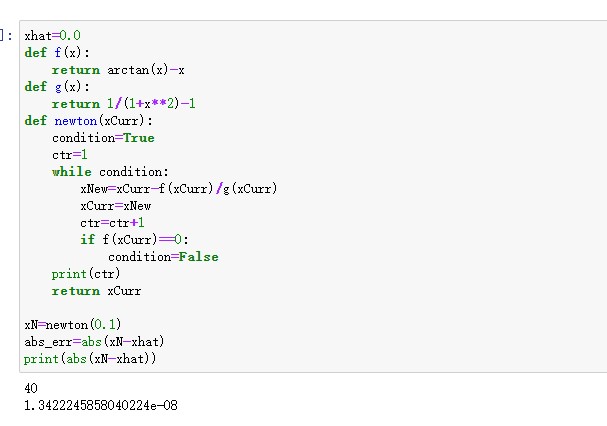 ]:
xhat=0.0
def f(x):
    return arctan(x)-x
def g(x):
    return 1/(1+x**2)-1
def newton(xCurr):
    condition=True
    ctr=1
    while condition:
        xNew=xCurr-f(xCurr)/g(xCurr)
        xCurr=xNew
        ctr=ctr+1
        if f(xCurr)==0:
            condition=False
    print(ctr)
    return xCurr

xN=newton(0.1)
abs_err=abs(xN-xhat)
print(abs(xN-xhat))
40
1.3422245858040224e-08